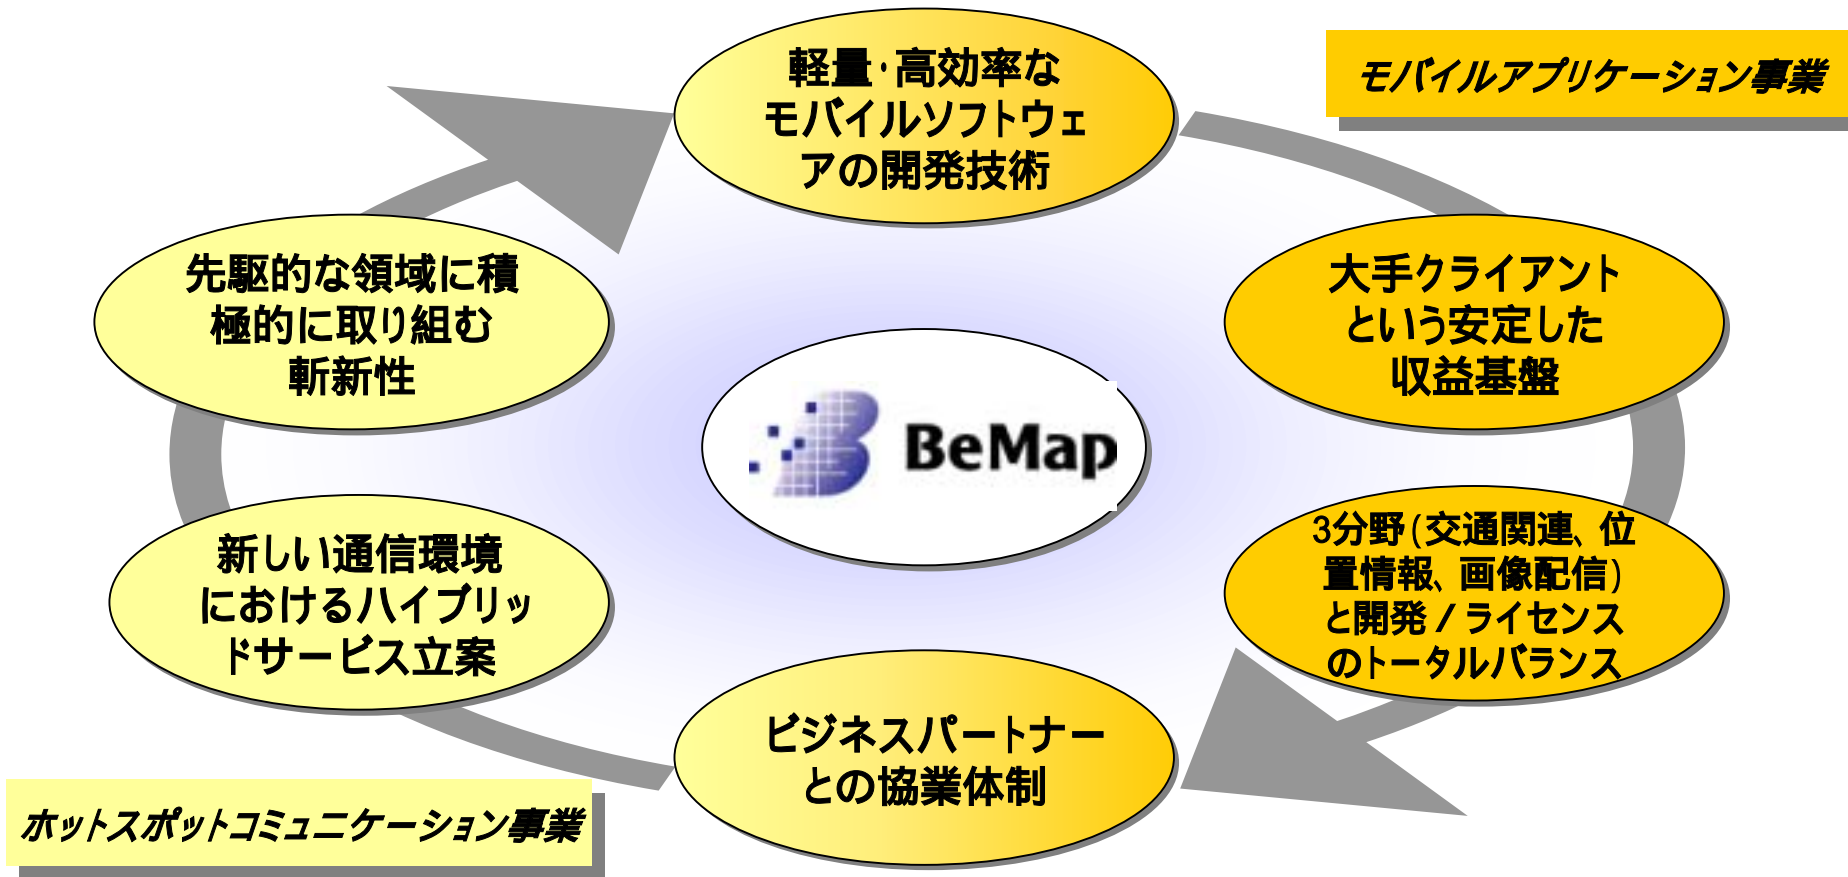 軽量・高効率な
モバイルソフトウェ
アの開発技術
モバイルアプリケーション事業
先駆的な領域に積
極的に取り組む
斬新性
大手クライアント
という安定した
収益基盤
BeMap
新しい通信環境
におけるハイブリッ
ドサービス立案
3分野(交通関連、位
置情報、画像配信)
と開発/ライセンス
のトータルバランス
ビジネスパートナー
との協業体制
ホットスポットコミュニケーション事業